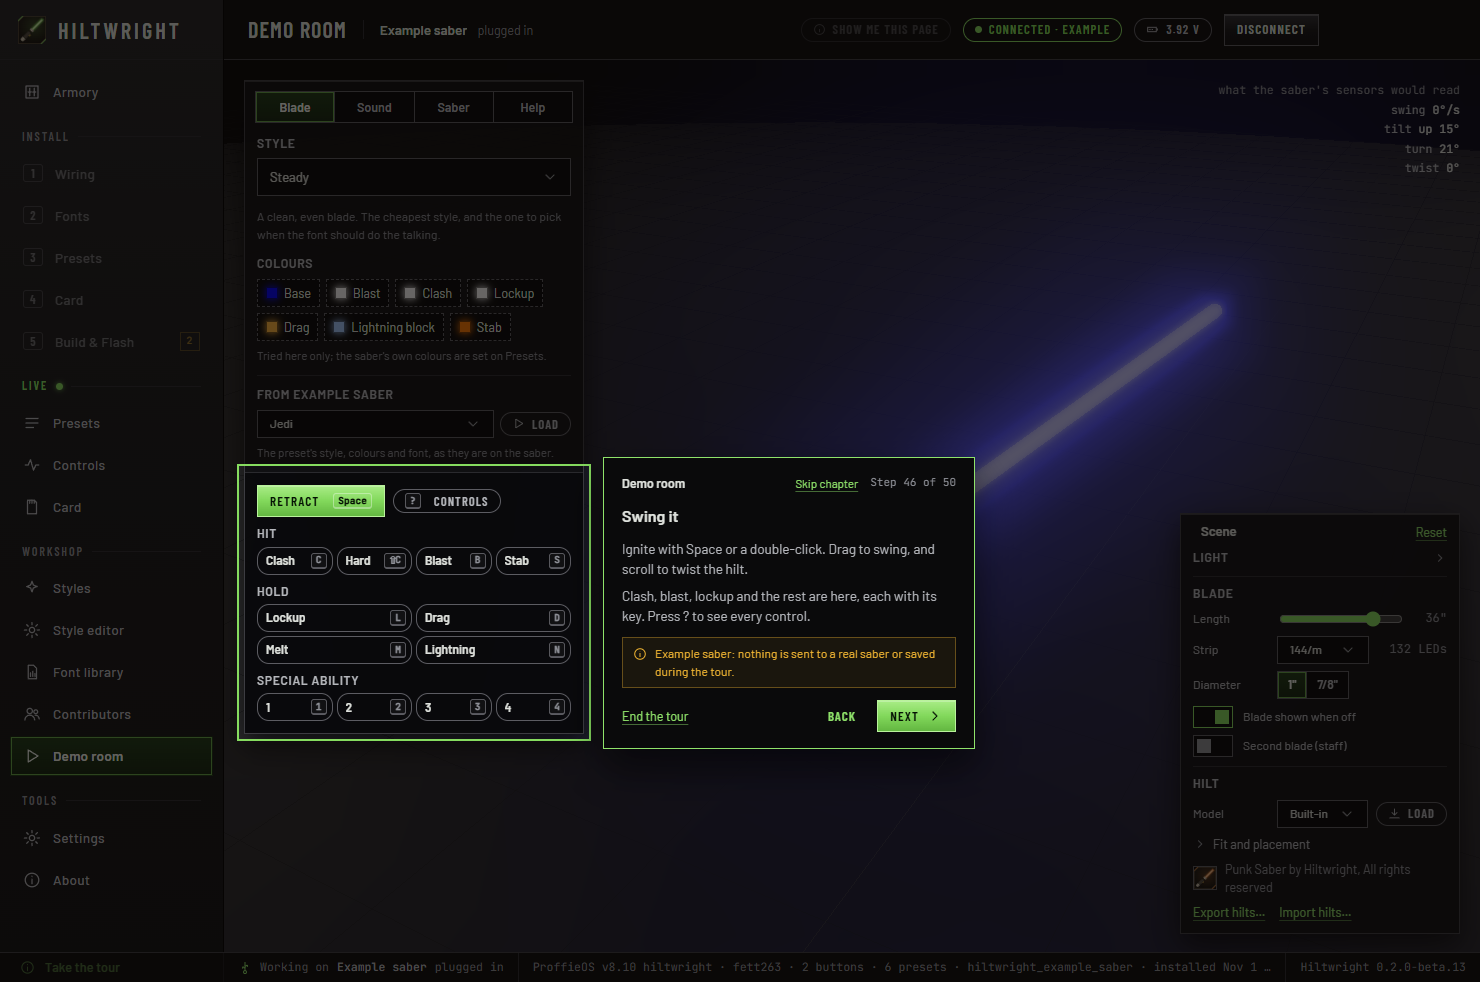 HILTWRIGHT
Armory
INSTALL
1 Wiring
2 Fonts
3 Presets
4 Card
5 Build & Flash 2
LIVE
Presets
Controls
Card
WORKSHOP
Styles
Style editor
Font library
Contributors
Demo room
TOOLS
Settings
About
Take the tour
DEMO ROOM Example saber plugged in
SHOW ME THIS PAGE
CONNECTED · EXAMPLE
3.92 V
DISCONNECT
Blade Sound Saber Help
STYLE
Steady
A clean, even blade. The cheapest style, and the one to pick
when the font should do the talking.
COLOURS
Base Blast Clash Lockup
Drag Lightning block Stab
Tried here only; the saber's own colours are set on Presets.
FROM EXAMPLE SABER
Jedi LOAD
The preset's style, colours and font, as they are on the saber.
RETRACT Space ? CONTROLS
HIT
Clash C Hard ⇧C Blast B Stab S
HOLD
Lockup L Drag D
Melt M Lightning N
SPECIAL ABILITY
1 1 2 2 3 3 4 4
Demo room Skip chapter Step 46 of 50
Swing it
Ignite with Space or a double-click. Drag to swing, and
scroll to twist the hilt.
Clash, blast, lockup and the rest are here, each with its
key. Press ? to see every control.
Example saber: nothing is sent to a real saber or saved
during the tour.
End the tour BACK NEXT
what the saber's sensors would read
swing 0°/s
tilt up 15°
turn 21°
twist 0°
Scene Reset
LIGHT
BLADE
Length 36"
Strip 144/m 132 LEDs
Diameter 1" 7/8"
Blade shown when off
Second blade (staff)
HILT
Model Built-in LOAD
Fit and placement
Punk Saber by Hiltwright, All rights
reserved
Export hilts… Import hilts…
Working on Example saber plugged in
ProffieOS v8.10 hiltwright · fett263 · 2 buttons · 6 presets · hiltwright_example_saber · installed Nov 1 …
Hiltwright 0.2.0-beta.13